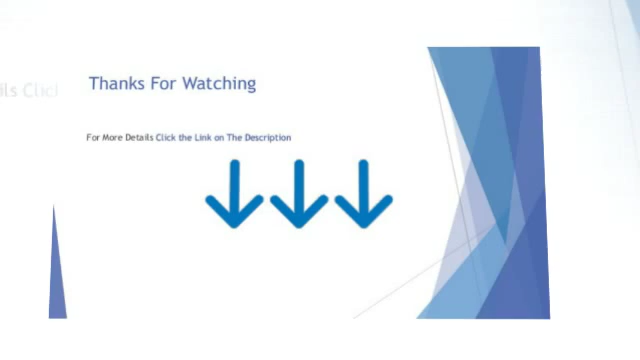 Thanks For Watching
For More Details Click the Link on The Description